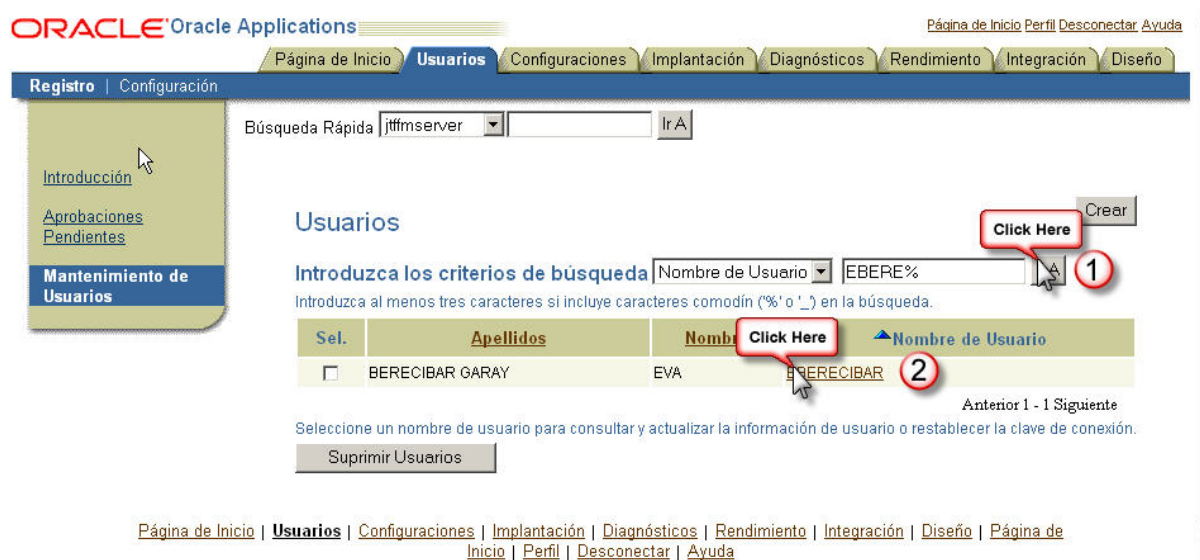 ORACLE Oracle Applications
Página de Inicio Perfil Desconectar Ayuda
Página de Inicio Usuarios Configuraciones Implantación Diagnósticos Rendimiento Integración Diseño
Registro | Configuración
Búsqueda Rápida jtffmserver Ir A
Introducción
Aprobaciones
Pendientes
Mantenimiento de
Usuarios
Usuarios
Crear
Click Here
Introduzca los criterios de búsqueda Nombre de Usuario EBERE% 1
Introduzca al menos tres caracteres si incluye caracteres comodín ('%' o '_') en la búsqueda.
Sel. Apellidos Click Here Nombre de Usuario
BERECIBAR GARAY EVA EBERECIBAR 2
Anterior 1 - 1 Siguiente
Seleccione un nombre de usuario para consultar y actualizar la información de usuario o restablecer la clave de conexión.
Suprimir Usuarios
Página de Inicio | Usuarios | Configuraciones | Implantación | Diagnósticos | Rendimiento | Integración | Diseño | Página de
Inicio | Perfil | Desconectar | Ayuda